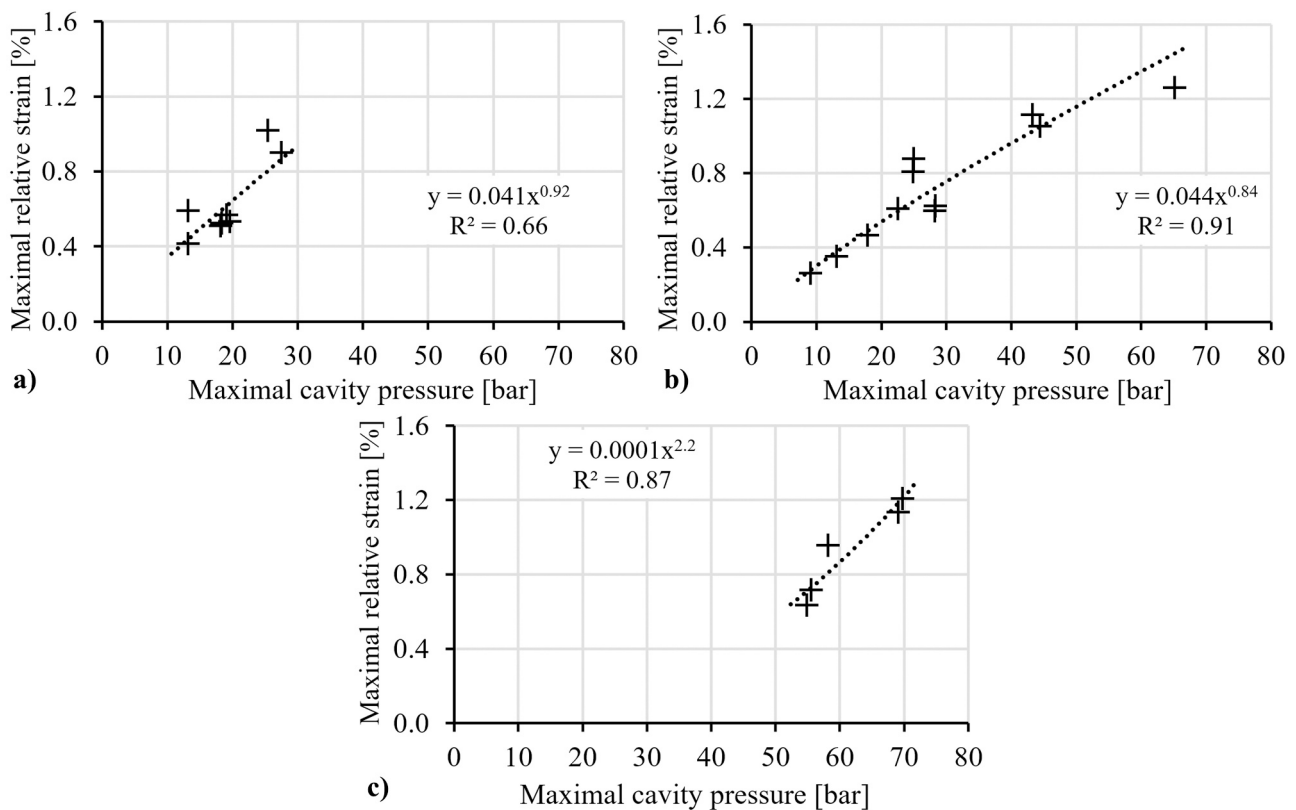 Maximal relative strain [%]
1.6
1.2
0.8
0.4
0.0
y = 0.041x^0.92
R² = 0.66
0 10 20 30 40 50 60 70 80
a)
Maximal cavity pressure [bar]
Maximal relative strain [%]
1.6
1.2
0.8
0.4
0.0
y = 0.044x^0.84
R² = 0.91
0 10 20 30 40 50 60 70 80
b)
Maximal cavity pressure [bar]
Maximal relative strain [%]
1.6
1.2
0.8
0.4
0.0
y = 0.0001x^2.2
R² = 0.87
0 10 20 30 40 50 60 70 80
c)
Maximal cavity pressure [bar]